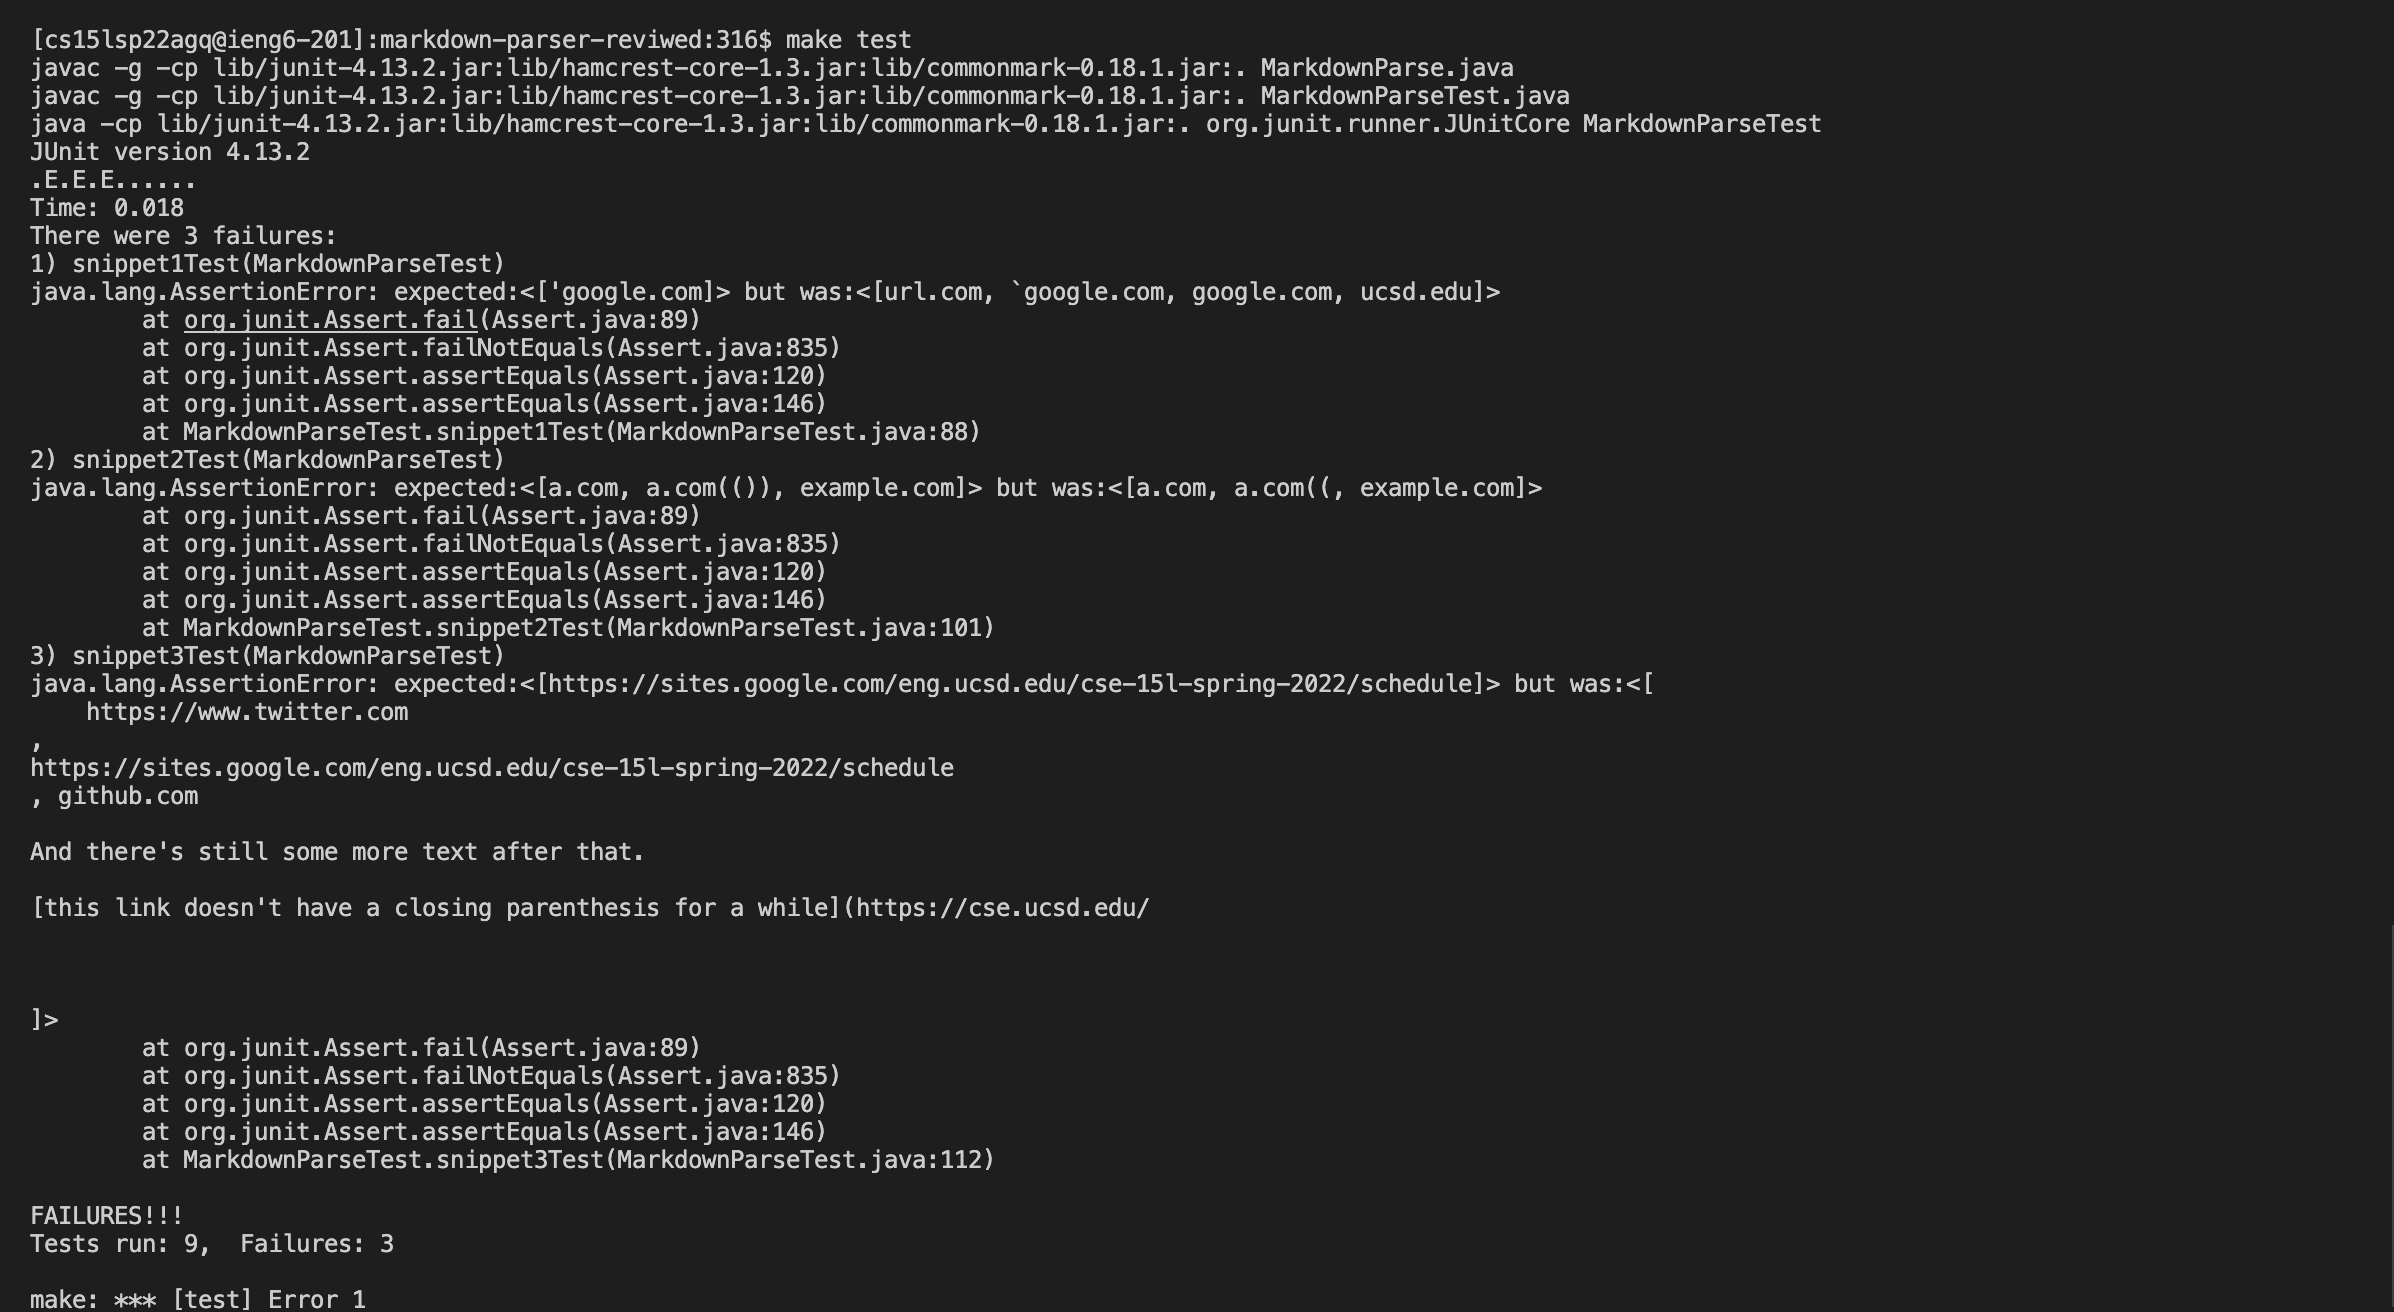 [cs15lsp22agq@ieng6-201]:markdown-parser-reviwed:316$ make test
javac -g -cp lib/junit-4.13.2.jar:lib/hamcrest-core-1.3.jar:lib/commonmark-0.18.1.jar:. MarkdownParse.java
javac -g -cp lib/junit-4.13.2.jar:lib/hamcrest-core-1.3.jar:lib/commonmark-0.18.1.jar:. MarkdownParseTest.java
java -cp lib/junit-4.13.2.jar:lib/hamcrest-core-1.3.jar:lib/commonmark-0.18.1.jar:. org.junit.runner.JUnitCore MarkdownParseTest
JUnit version 4.13.2
.E.E.E......
Time: 0.018
There were 3 failures:
1) snippet1Test(MarkdownParseTest)
java.lang.AssertionError: expected:<['google.com]> but was:<[url.com, `google.com, google.com, ucsd.edu]>
        at org.junit.Assert.fail(Assert.java:89)
        at org.junit.Assert.failNotEquals(Assert.java:835)
        at org.junit.Assert.assertEquals(Assert.java:120)
        at org.junit.Assert.assertEquals(Assert.java:146)
        at MarkdownParseTest.snippet1Test(MarkdownParseTest.java:88)
2) snippet2Test(MarkdownParseTest)
java.lang.AssertionError: expected:<[a.com, a.com(()), example.com]> but was:<[a.com, a.com((, example.com]>
        at org.junit.Assert.fail(Assert.java:89)
        at org.junit.Assert.failNotEquals(Assert.java:835)
        at org.junit.Assert.assertEquals(Assert.java:120)
        at org.junit.Assert.assertEquals(Assert.java:146)
        at MarkdownParseTest.snippet2Test(MarkdownParseTest.java:101)
3) snippet3Test(MarkdownParseTest)
java.lang.AssertionError: expected:<[https://sites.google.com/eng.ucsd.edu/cse-15l-spring-2022/schedule]> but was:<[
    https://www.twitter.com
,
https://sites.google.com/eng.ucsd.edu/cse-15l-spring-2022/schedule
, github.com

And there's still some more text after that.

[this link doesn't have a closing parenthesis for a while](https://cse.ucsd.edu/



]>
        at org.junit.Assert.fail(Assert.java:89)
        at org.junit.Assert.failNotEquals(Assert.java:835)
        at org.junit.Assert.assertEquals(Assert.java:120)
        at org.junit.Assert.assertEquals(Assert.java:146)
        at MarkdownParseTest.snippet3Test(MarkdownParseTest.java:112)

FAILURES!!!
Tests run: 9,  Failures: 3

make: *** [test] Error 1